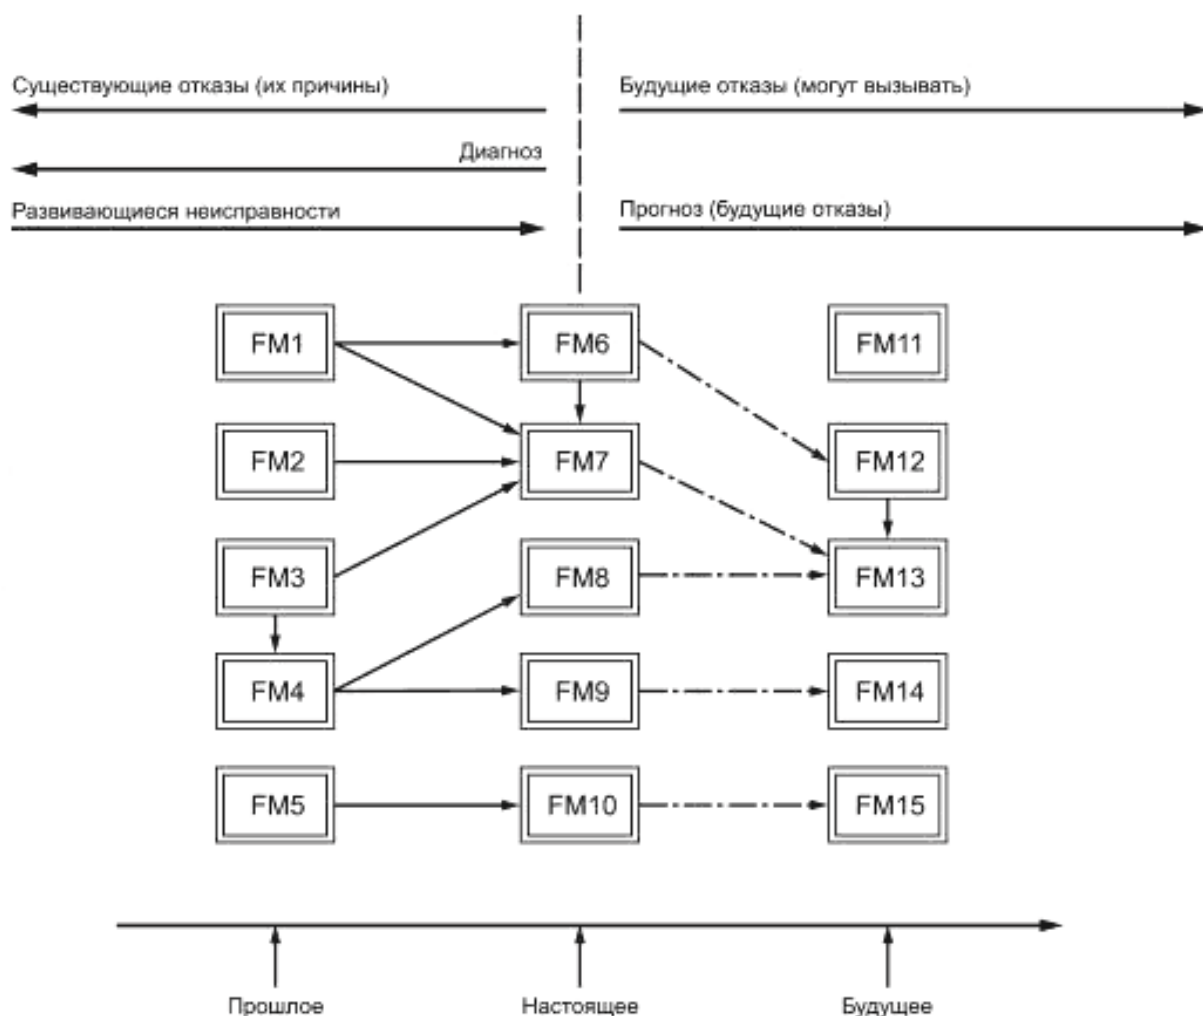 Существующие отказы (их причины)
Будущие отказы (могут вызывать)
Диагноз
Развивающиеся неисправности
Прогноз (будущие отказы)
FM1
FM6
FM11
FM2
FM7
FM12
FM3
FM8
FM13
FM4
FM9
FM14
FM5
FM10
FM15
Прошлое
Настоящее
Будущее